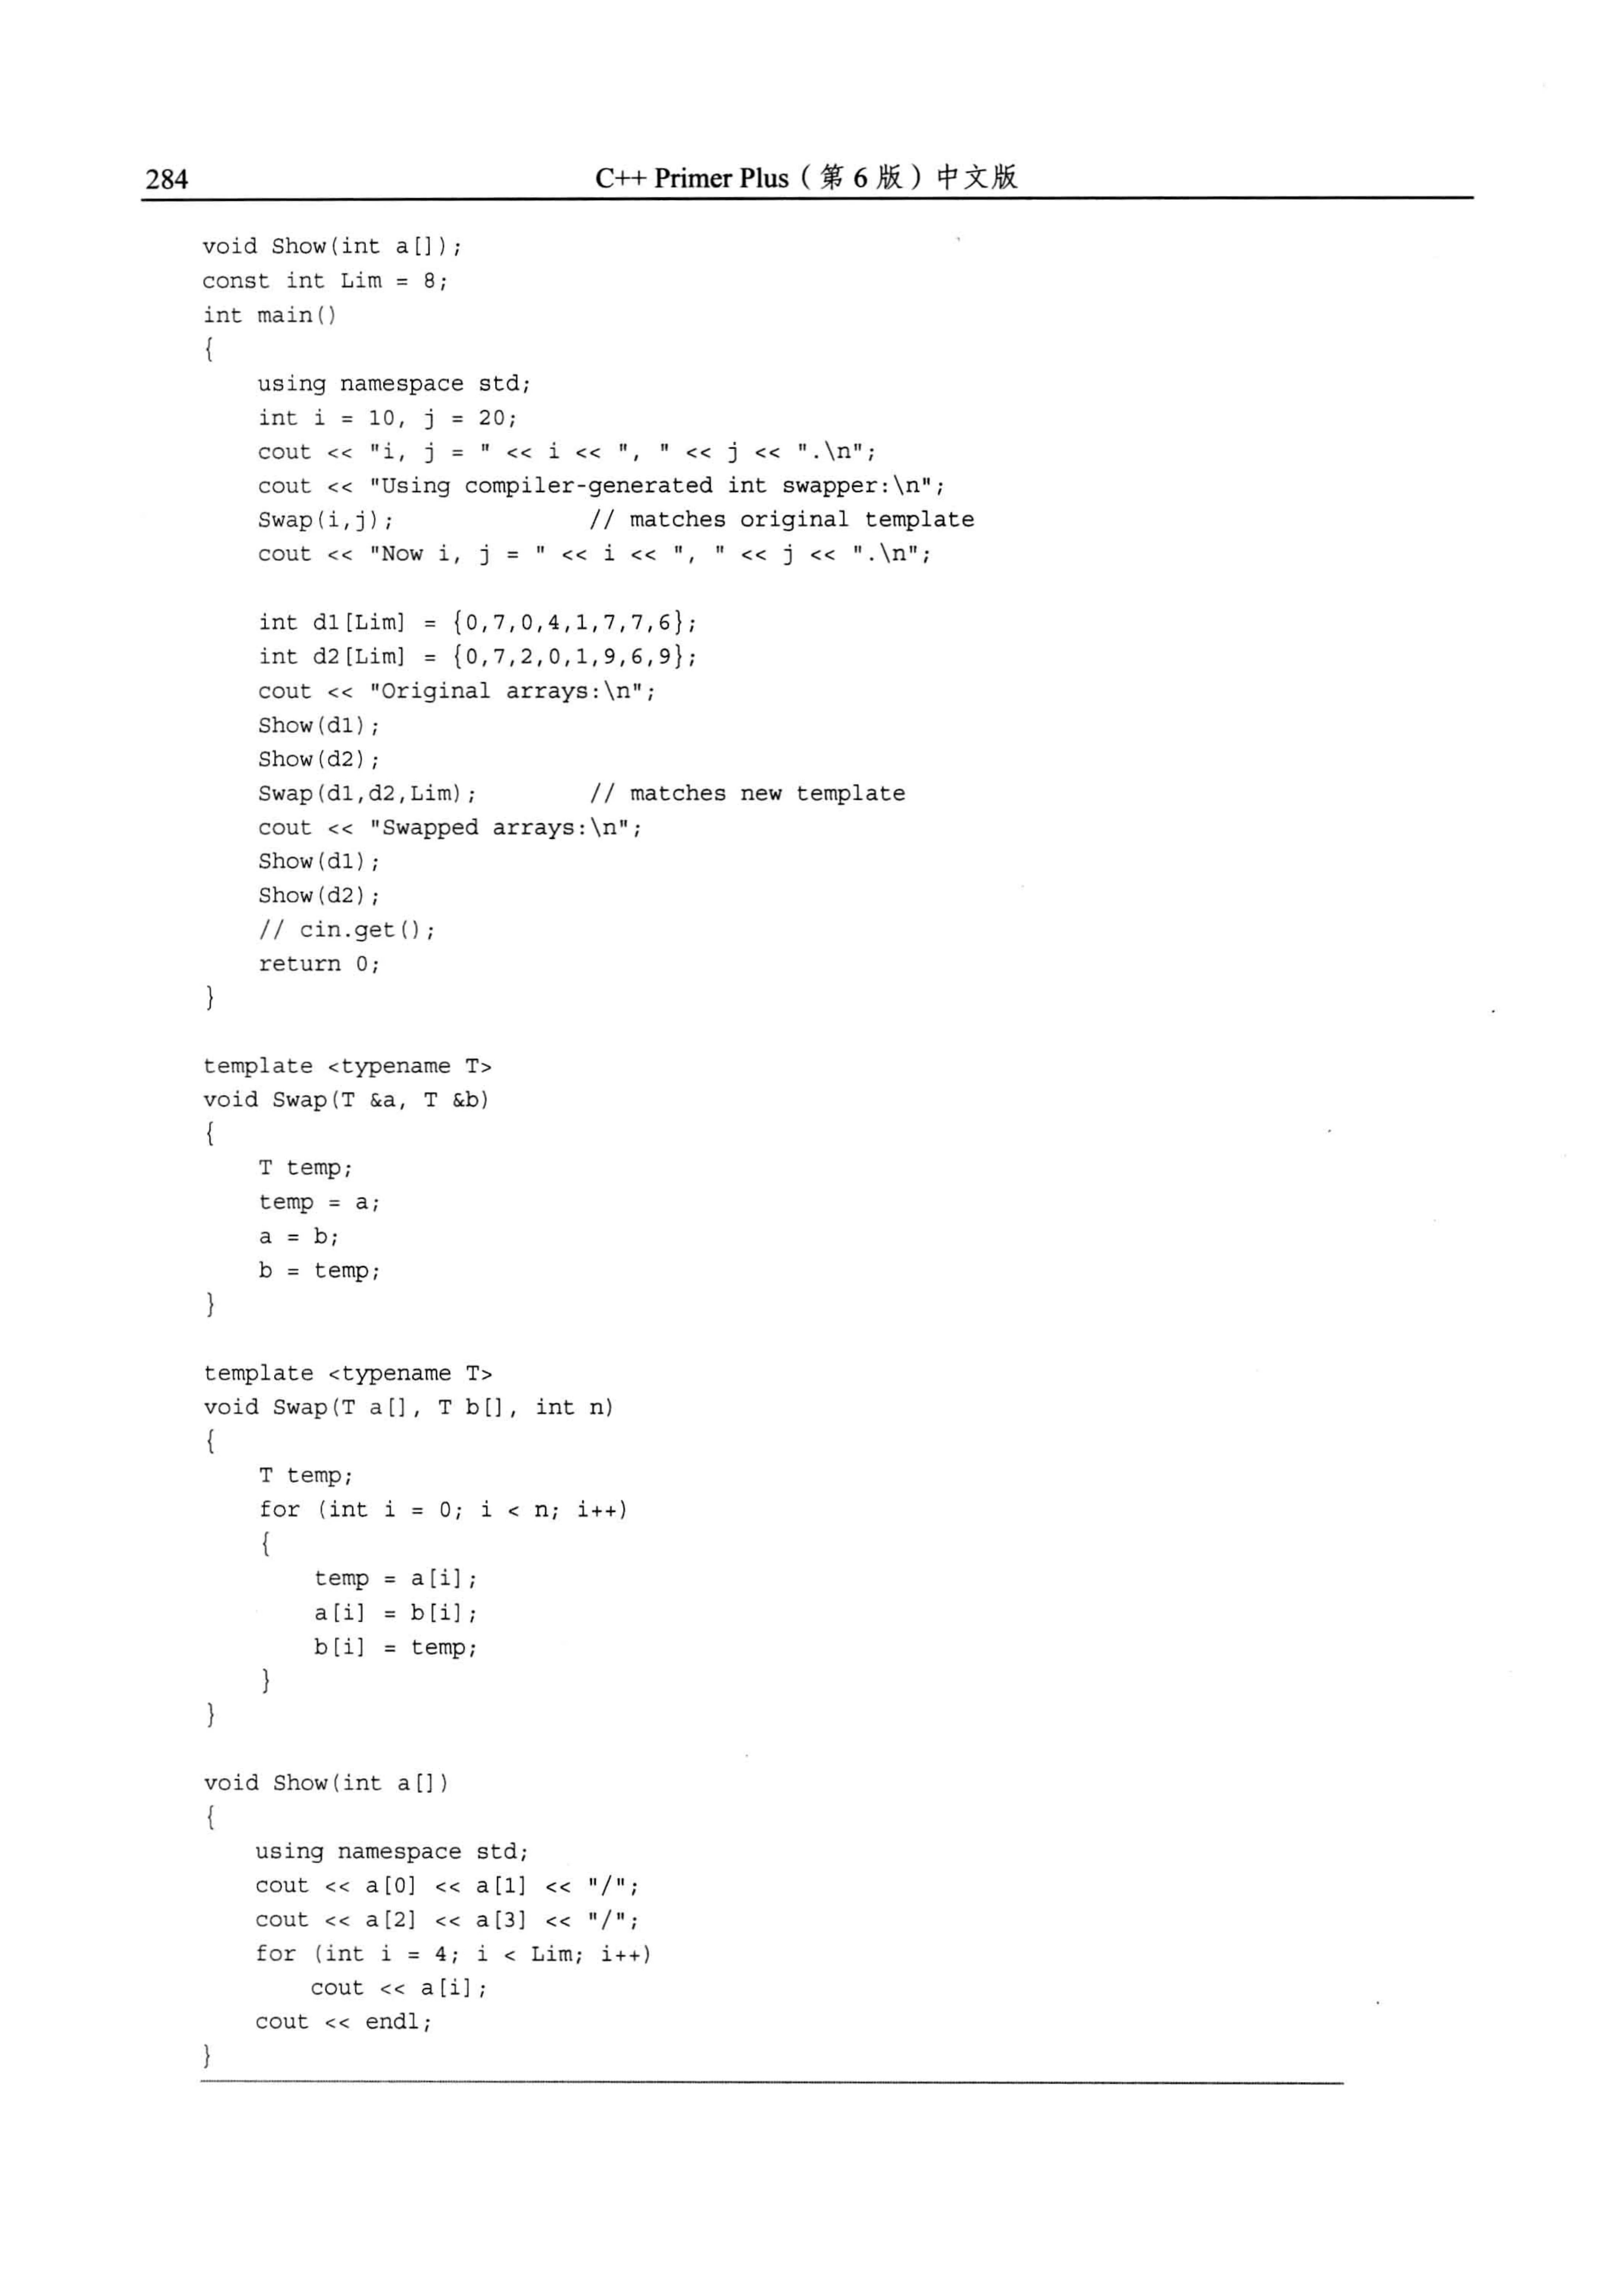 284
C++ Primer Plus（第 6 版）中文版
void Show(int a[]);
const int Lim = 8;
int main()
{
    using namespace std;
    int i = 10, j = 20;
    cout << "i, j = " << i << ", " << j << ".\n";
    cout << "Using compiler-generated int swapper:\n";
    Swap(i,j);              // matches original template
    cout << "Now i, j = " << i << ", " << j << ".\n";

    int d1[Lim] = {0,7,0,4,1,7,7,6};
    int d2[Lim] = {0,7,2,0,1,9,6,9};
    cout << "Original arrays:\n";
    Show(d1);
    Show(d2);
    Swap(d1,d2,Lim);        // matches new template
    cout << "Swapped arrays:\n";
    Show(d1);
    Show(d2);
    // cin.get();
    return 0;
}

template <typename T>
void Swap(T &a, T &b)
{
    T temp;
    temp = a;
    a = b;
    b = temp;
}

template <typename T>
void Swap(T a[], T b[], int n)
{
    T temp;
    for (int i = 0; i < n; i++)
    {
        temp = a[i];
        a[i] = b[i];
        b[i] = temp;
    }
}

void Show(int a[])
{
    using namespace std;
    cout << a[0] << a[1] << "/";
    cout << a[2] << a[3] << "/";
    for (int i = 4; i < Lim; i++)
        cout << a[i];
    cout << endl;
}